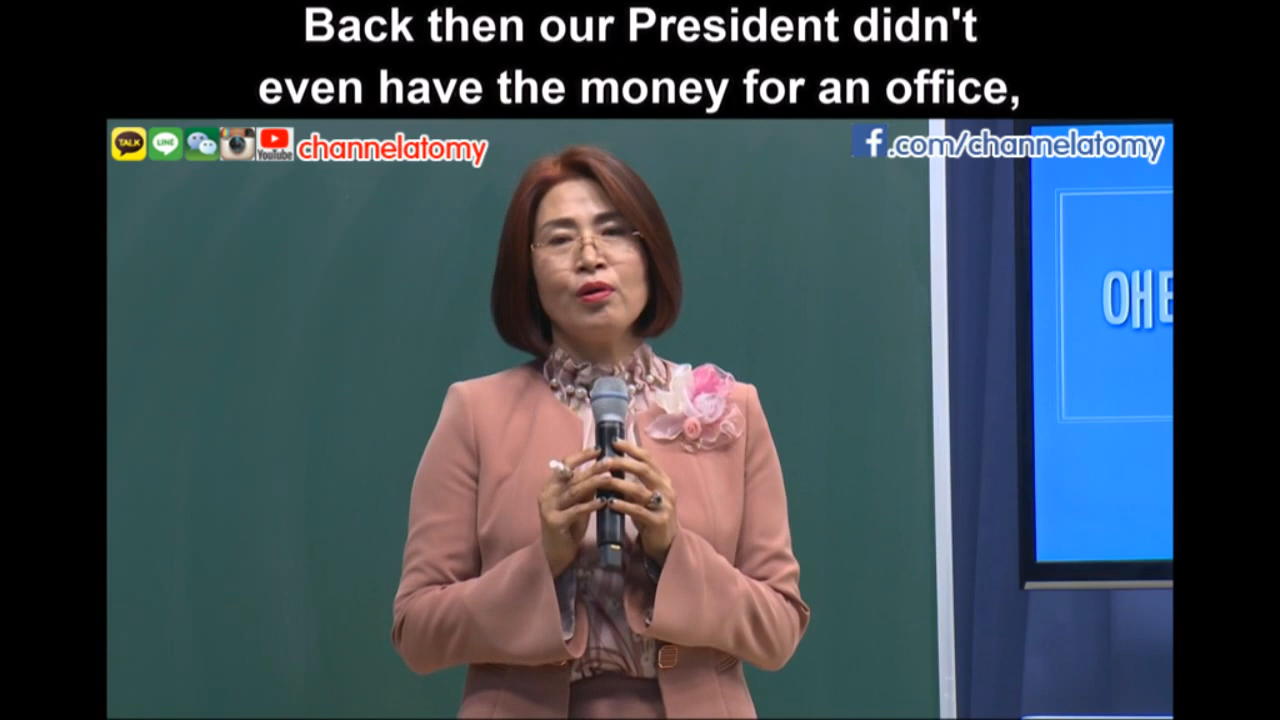 Back then our President didn't
even have the money for an office,
TALK
LINE
YouTube
channelatomy
f.com/channelatomy
애